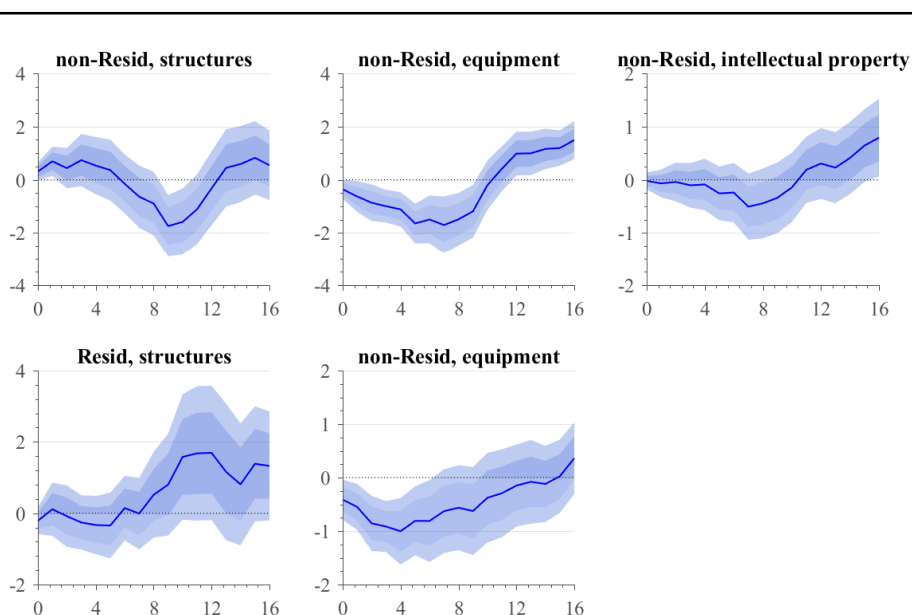 non-Resid, structures
4
2
0
-2
-4
0 4 8 12 16
non-Resid, equipment
4
2
0
-2
-4
0 4 8 12 16
non-Resid, intellectual property
2
1
0
-1
-2
0 4 8 12 16
Resid, structures
4
2
0
-2
0 4 8 12 16
non-Resid, equipment
2
1
0
-1
-2
0 4 8 12 16